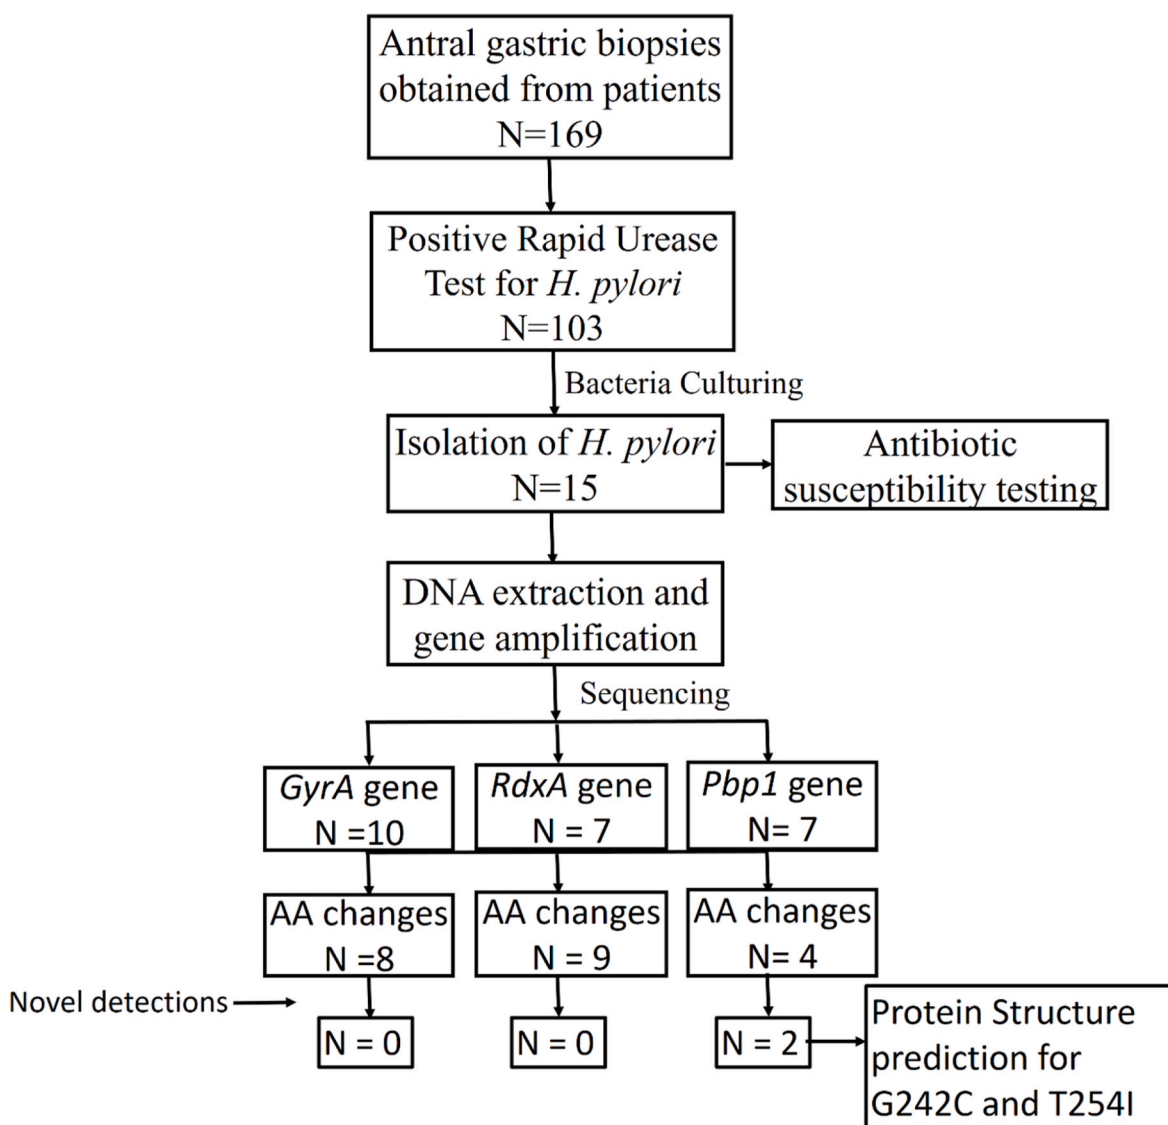 Antral gastric biopsies
obtained from patients
N=169
Positive Rapid Urease
Test for H. pylori
N=103
Bacteria Culturing
Isolation of H. pylori
N=15
Antibiotic
susceptibility testing
DNA extraction and
gene amplification
Sequencing
GyrA gene
N =10
RdxA gene
N = 7
Pbp1 gene
N= 7
AA changes
N =8
AA changes
N = 9
AA changes
N= 4
Novel detections
N = 0
N = 0
N = 2
Protein Structure
prediction for
G242C and T254I